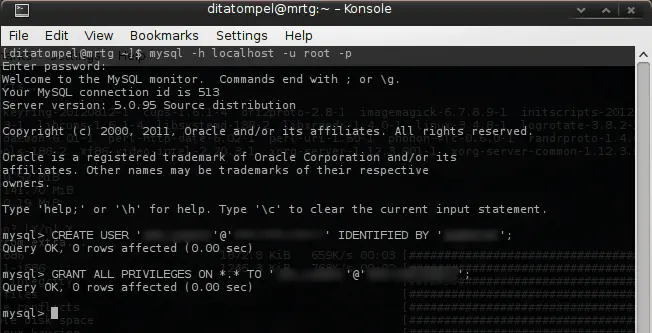 ditatompel@mrtg:~ – Konsole
File Edit View Bookmarks Settings Help
[ditatompel@mrtg ~]$ mysql -h localhost -u root -p
Enter password:
Welcome to the MySQL monitor.  Commands end with ; or \g.
Your MySQL connection id is 513
Server version: 5.0.95 Source distribution
Copyright (c) 2000, 2011, Oracle and/or its affiliates. All rights reserved.
Oracle is a registered trademark of Oracle Corporation and/or its
affiliates. Other names may be trademarks of their respective
owners.
Type 'help;' or '\h' for help. Type '\c' to clear the current input statement.
mysql> CREATE USER ' '@' ' IDENTIFIED BY ' ';
Query OK, 0 rows affected (0.00 sec)
mysql> GRANT ALL PRIVILEGES ON *.* TO ' '@' ';
Query OK, 0 rows affected (0.00 sec)
mysql>